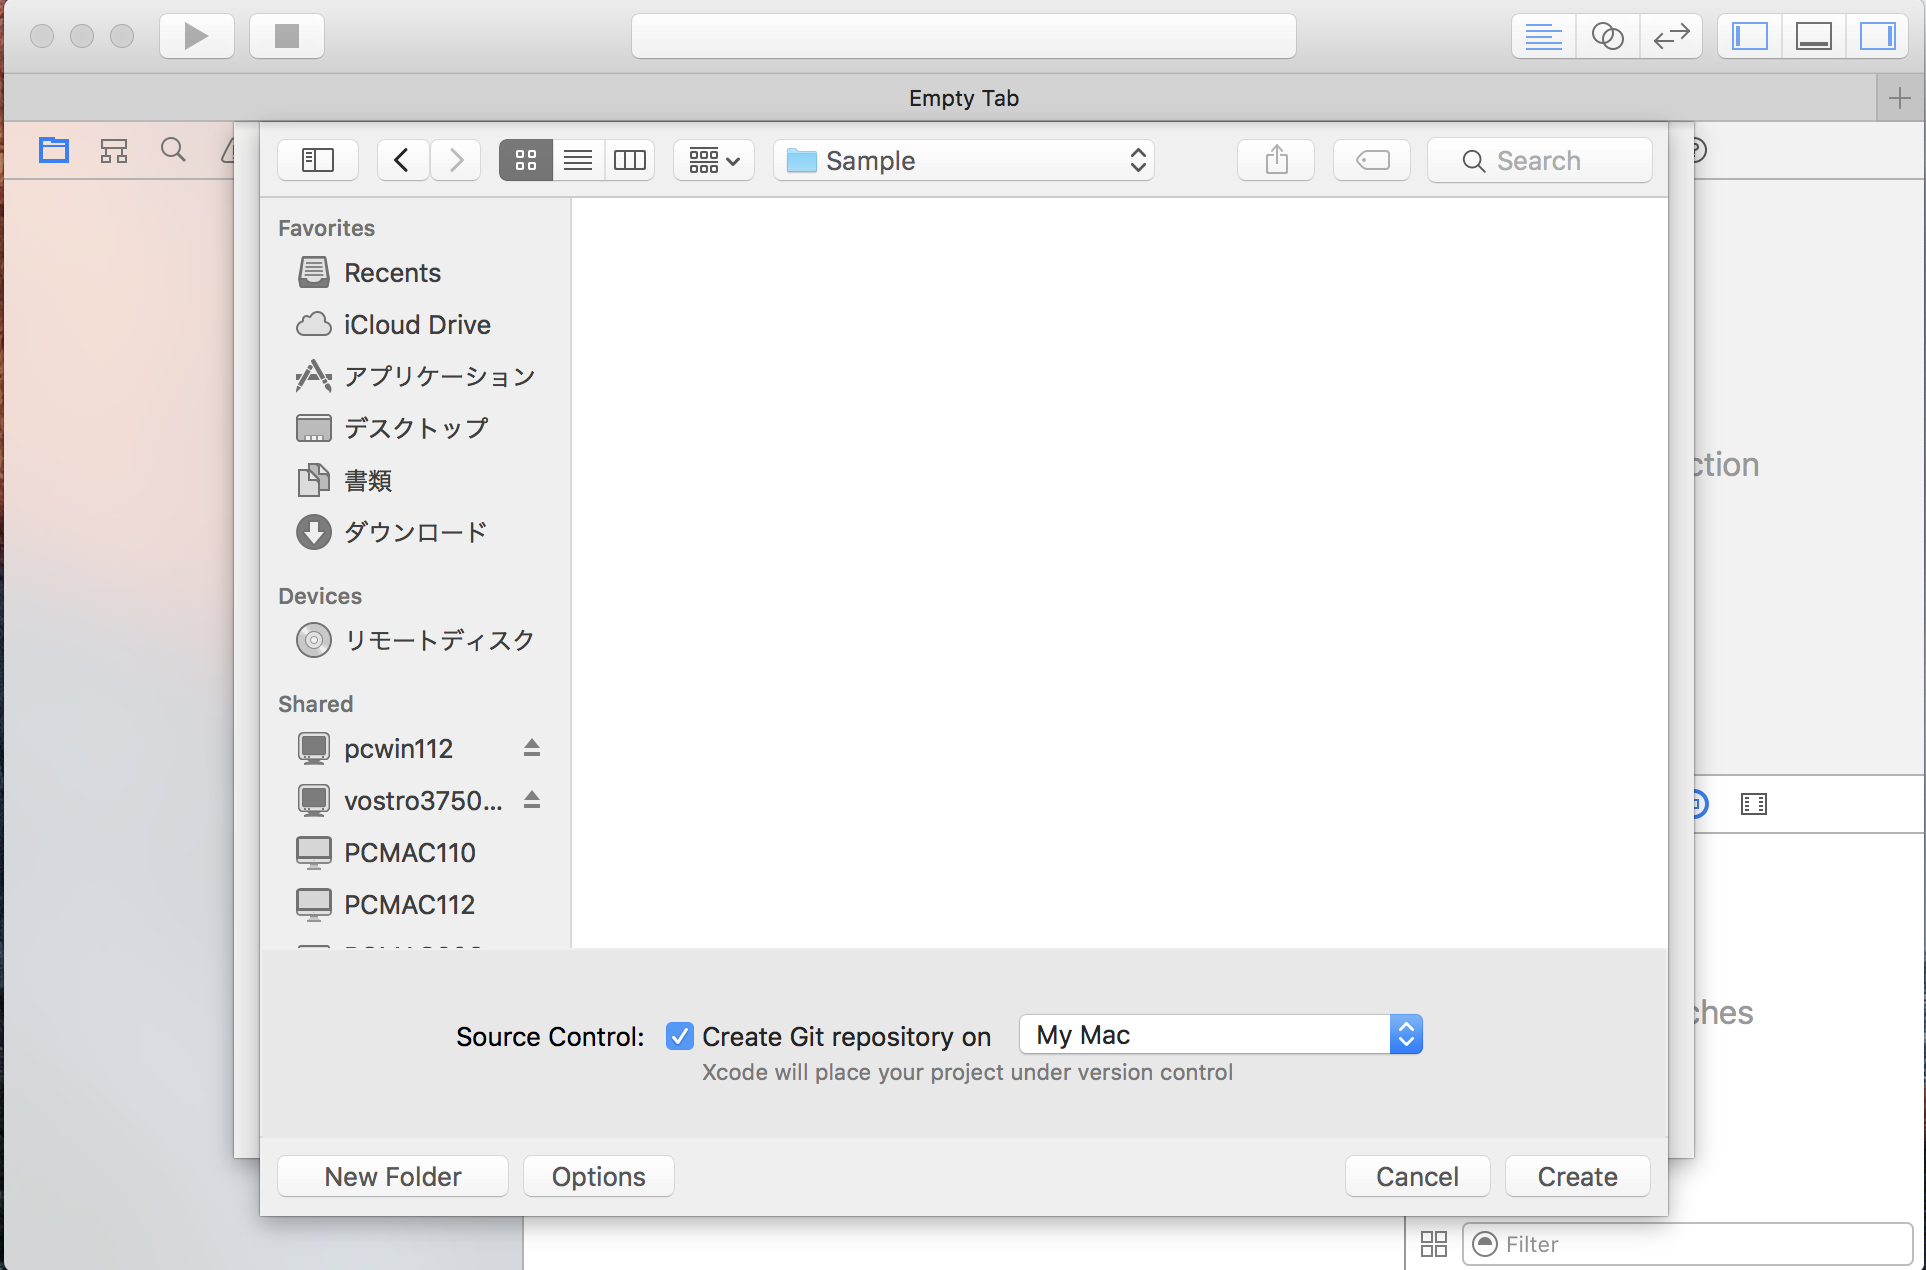 Empty Tab
Sample
Search
Favorites
Recents
iCloud Drive
アプリケーション
デスクトップ
書類
ダウンロード
Devices
リモートディスク
Shared
pcwin112
vostro3750...
PCMAC110
PCMAC112
ction
ches
Source Control: Create Git repository on My Mac
Xcode will place your project under version control
New Folder Options Cancel Create
Filter